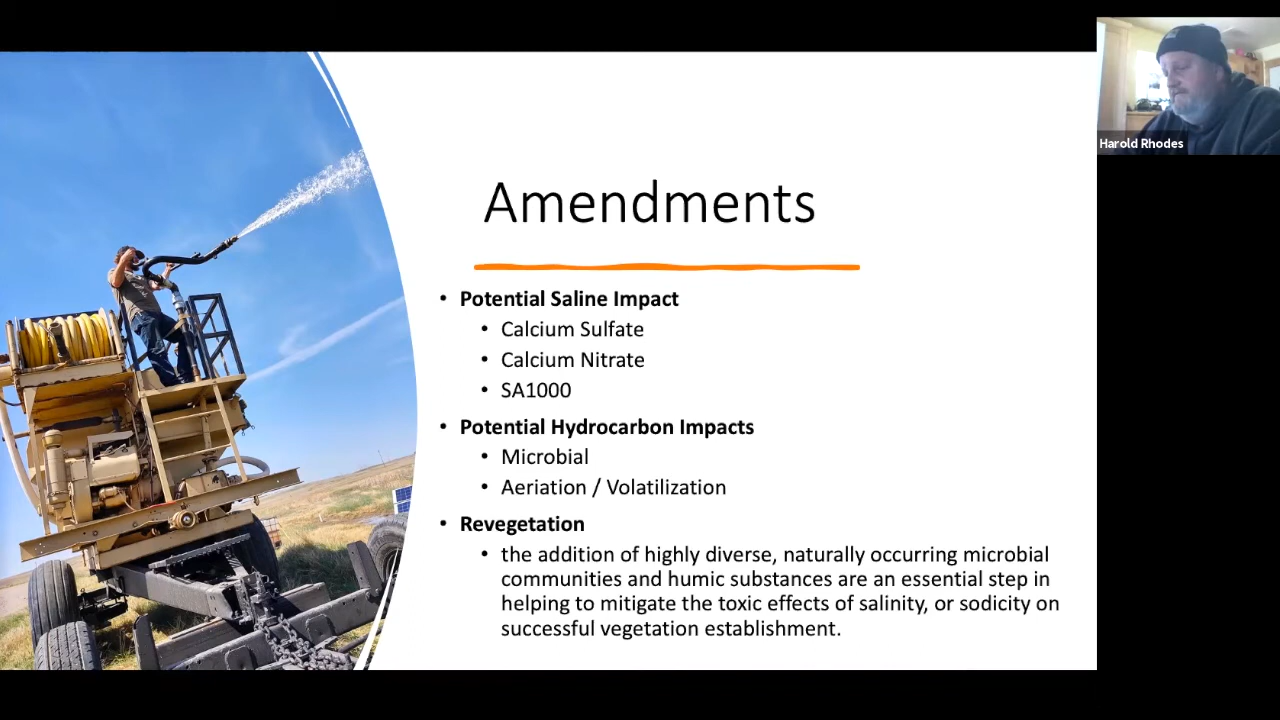 Harold Rhodes
Amendments
• Potential Saline Impact
• Calcium Sulfate
• Calcium Nitrate
• SA1000
• Potential Hydrocarbon Impacts
• Microbial
• Aeriation / Volatilization
• Revegetation
• the addition of highly diverse, naturally occurring microbial
communities and humic substances are an essential step in
helping to mitigate the toxic effects of salinity, or sodicity on
successful vegetation establishment.